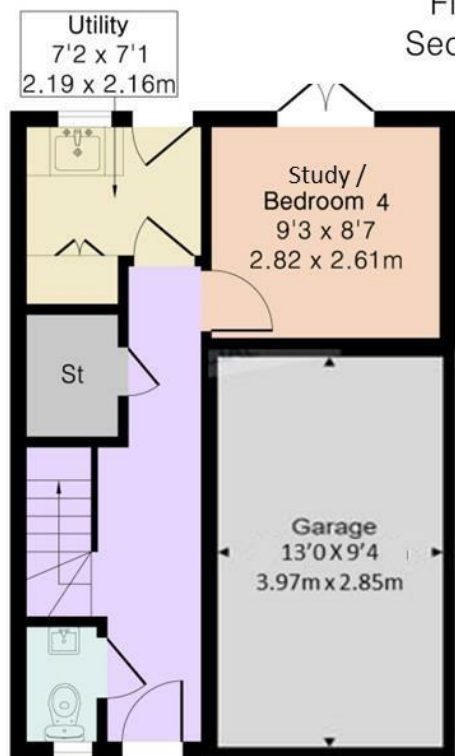 Utility
7'2 x 7'1
2.19 x 2.16m
Study /
Bedroom 4
9'3 x 8'7
2.82 x 2.61m
St
Garage
13'0 X 9'4
3.97m x 2.85m